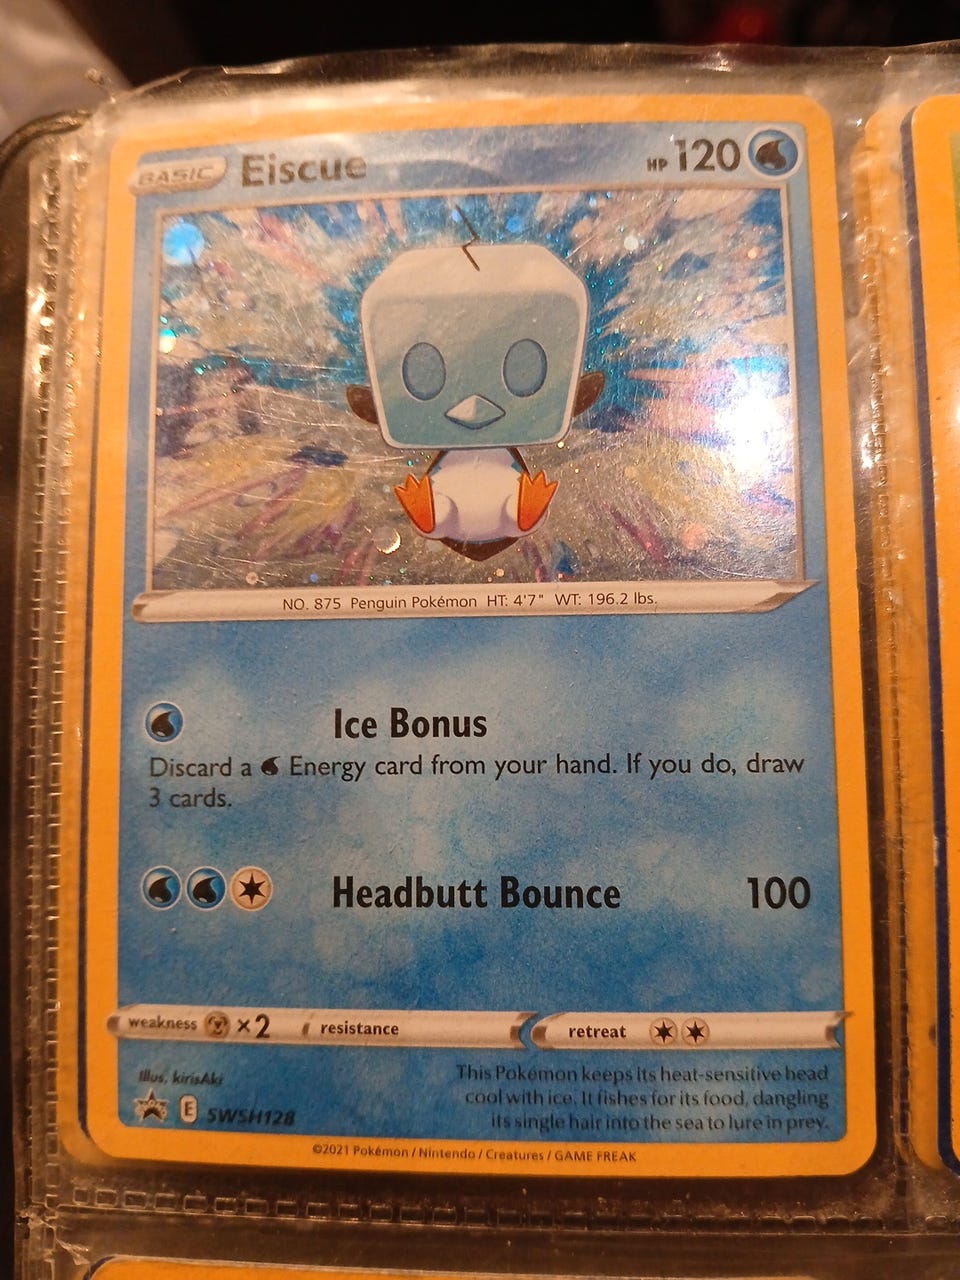 BASIC Eiscue HP 120
NO. 875 Penguin Pokémon HT: 4'7" WT: 196.2 lbs.
Ice Bonus
Discard a Energy card from your hand. If you do, draw
3 cards.
Headbutt Bounce 100
weakness ×2 resistance retreat
Illus. kirisAki
This Pokémon keeps its heat-sensitive head
cool with ice. It fishes for its food, dangling
its single hair into the sea to lure in prey.
E SWSH128
©2021 Pokémon / Nintendo / Creatures / GAME FREAK